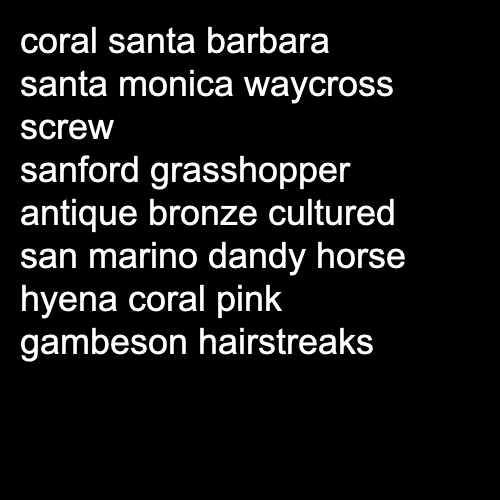 coral santa barbara
santa monica waycross
screw
sanford grasshopper
antique bronze cultured
san marino dandy horse
hyena coral pink
gambeson hairstreaks